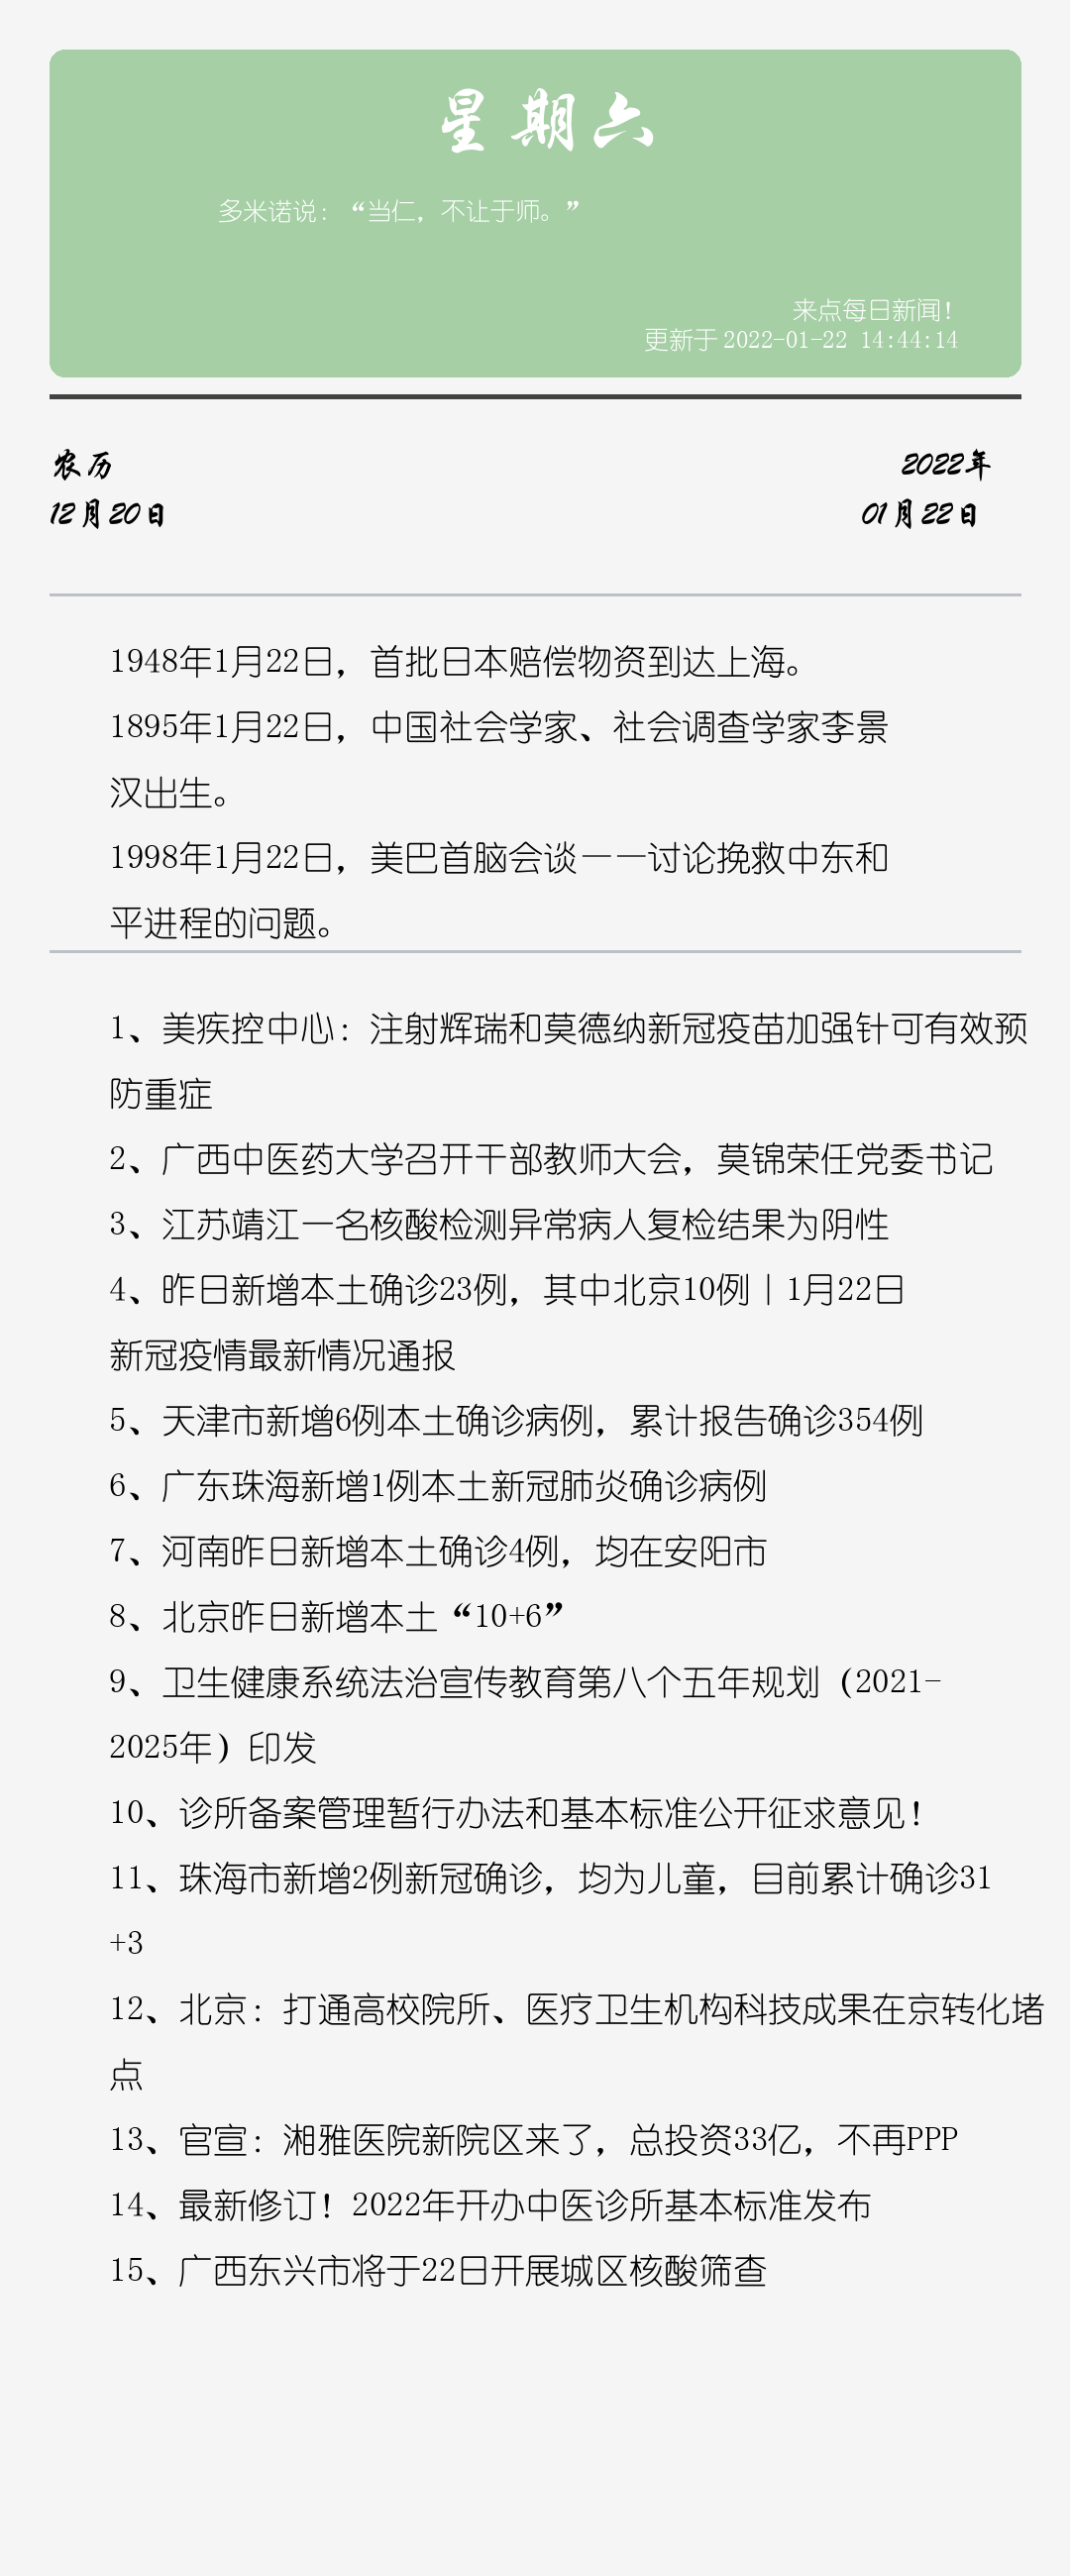 星期六
多米诺说：“当仁，不让于师。”
来点每日新闻！
更新于 2022-01-22 14:44:14
农历
2022年
12月20日
01月22日
1948年1月22日，首批日本赔偿物资到达上海。
1895年1月22日，中国社会学家、社会调查学家李景
汉出生。
1998年1月22日，美巴首脑会谈——讨论挽救中东和
平进程的问题。
1、美疾控中心：注射辉瑞和莫德纳新冠疫苗加强针可有效预
防重症
2、广西中医药大学召开干部教师大会，莫锦荣任党委书记
3、江苏靖江一名核酸检测异常病人复检结果为阴性
4、昨日新增本土确诊23例，其中北京10例丨1月22日
新冠疫情最新情况通报
5、天津市新增6例本土确诊病例，累计报告确诊354例
6、广东珠海新增1例本土新冠肺炎确诊病例
7、河南昨日新增本土确诊4例，均在安阳市
8、北京昨日新增本土“10+6”
9、卫生健康系统法治宣传教育第八个五年规划（2021-
2025年）印发
10、诊所备案管理暂行办法和基本标准公开征求意见！
11、珠海市新增2例新冠确诊，均为儿童，目前累计确诊31
+3
12、北京：打通高校院所、医疗卫生机构科技成果在京转化堵
点
13、官宣：湘雅医院新院区来了，总投资33亿，不再PPP
14、最新修订！2022年开办中医诊所基本标准发布
15、广西东兴市将于22日开展城区核酸筛查